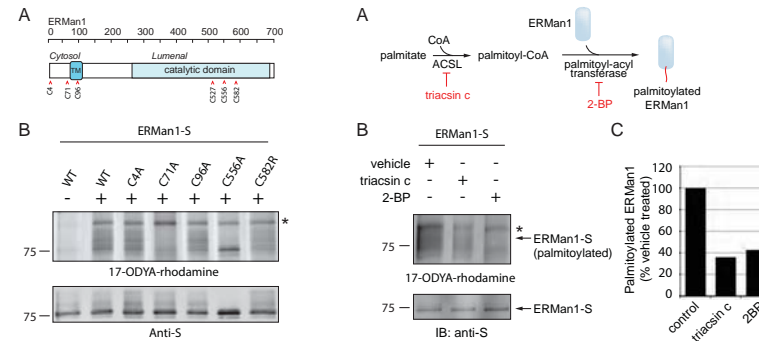 A
ERMan1
0 100 200 300 400 500 600 700
Cytosol Lumenal
TM catalytic domain
C4 C71 C96 C527 C556 C582
B
ERMan1-S
WT WT C4A C71A C96A C556A C582R
- + + + + + +
*
75
17-ODYA-rhodamine
75
Anti-S
A
palmitate
CoA
ACSL
triacsin c
palmitoyl-CoA
ERMan1
palmitoyl-acyl
transferase
2-BP
palmitoylated
ERMan1
B
ERMan1-S
vehicle + - -
triacsin c - + -
2-BP - - +
*
75
ERMan1-S
(palmitoylated)
17-ODYA-rhodamine
75
ERMan1-S
IB: anti-S
C
Palmitoylated ERMan1
(% vehicle treated)
120
100
80
60
40
20
0
control
triacsin c
2BP